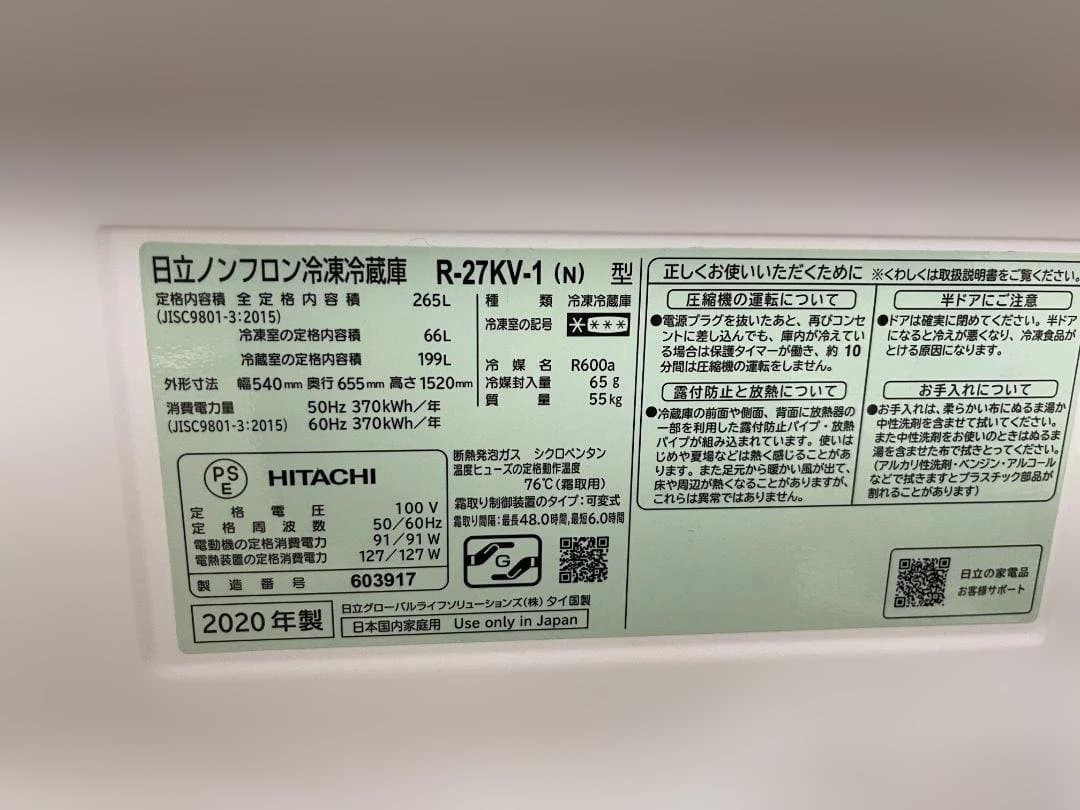 日立ノンフロン冷凍冷蔵庫 R-27KV-1 (N) 型
定格内容積 全定格内容積 265L
(JISC9801-3:2015)
冷凍室の定格内容積 66L
冷蔵室の定格内容積 199L
外形寸法 幅540mm 奥行655mm 高さ1520mm
消費電力量 50Hz 370kWh/年
(JISC9801-3:2015) 60Hz 370kWh/年
種類 冷凍冷蔵庫
冷凍室の記号 ****
冷媒名 R600a
冷媒封入量 65g
質量 55kg
PS
E
HITACHI
定格電圧 100V
定格周波数 50/60Hz
電動機の定格消費電力 91/91W
電熱装置の定格消費電力 127/127W
製造番号 603917
断熱発泡ガス シクロペンタン
温度ヒューズの定格動作温度
76℃(霜取用)
霜取り制御装置のタイプ:可変式
霜取り間隔:最長48.0時間,最短6.0時間
G
2020年製
日立グローバルライフソリューションズ(株) タイ国製
日本国内家庭用 Use only in Japan
正しくお使いいただくために ※くわしくは取扱説明書をご覧ください。
圧縮機の運転について
●電源プラグを抜いたあと、再びコンセ
ントに差し込んでも、庫内が冷えてい
る場合は保護タイマーが働き、約10
分間は圧縮機の運転をしません。
露付防止と放熱について
●冷蔵庫の前面や側面、背面に放熱器の
一部を利用した露付防止パイプ・放熱
パイプが組み込まれています。使いは
じめや夏場などは熱く感じることがあ
ります。また足元から暖かい風が出て、
床や周辺が熱くなることがありますが、
これらは異常ではありません。
半ドアにご注意
●ドアは確実に閉めてください。半ドア
になると冷えが悪くなり、冷凍食品が
とける原因になります。
お手入れについて
●お手入れは、柔らかい布にぬるま湯か
中性洗剤を含ませて拭いてください。
また中性洗剤をお使いのときはぬるま
湯を含ませた布で拭きとってください。
(アルカリ性洗剤・ベンジン・アルコール
などで拭きますとプラスチック部品が
割れることがあります)
日立の家電品
お客様サポート